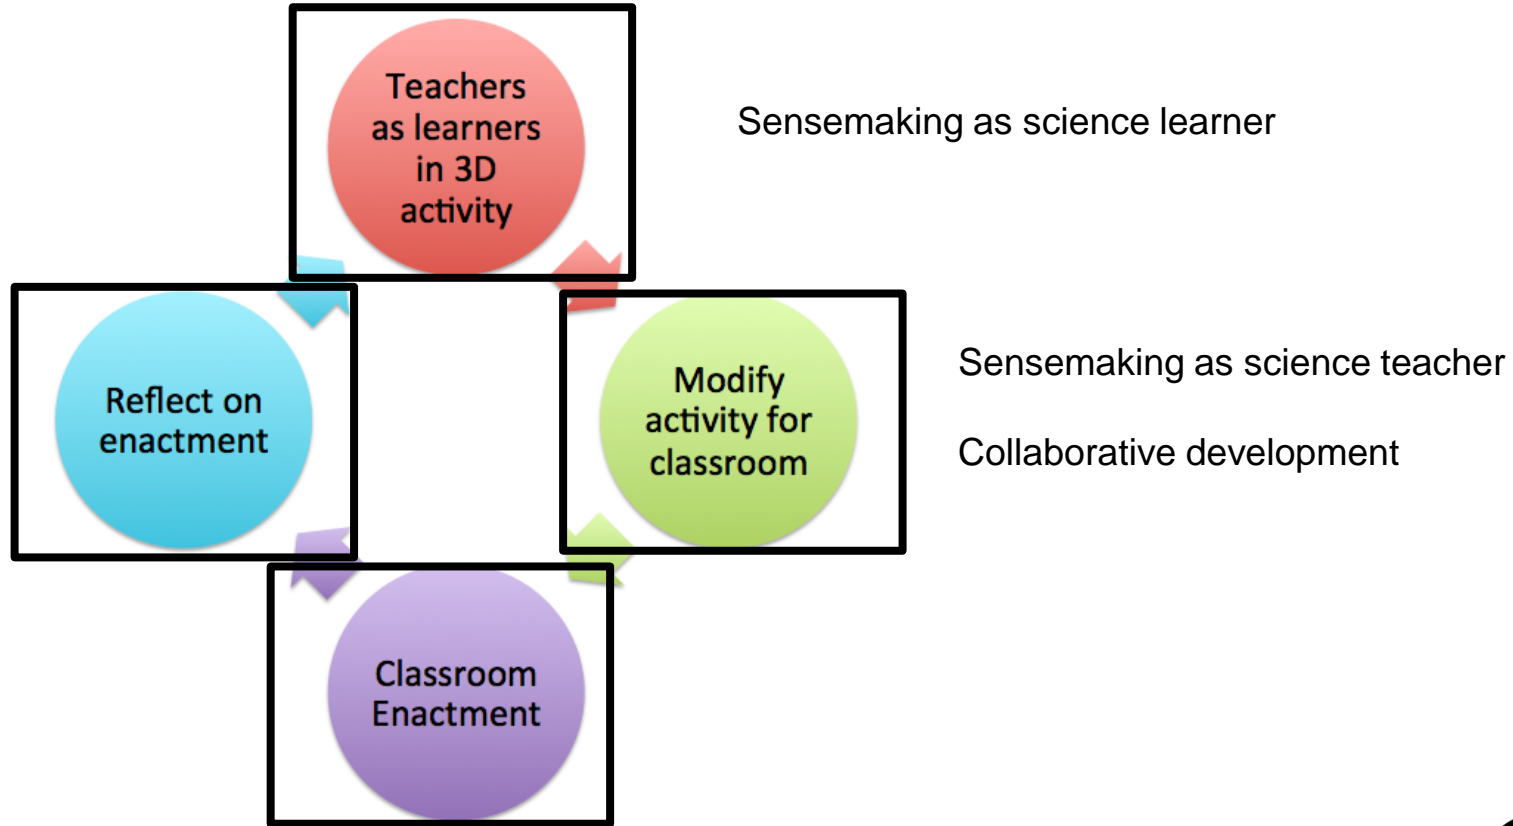 Teachers
as learners
in 3D
activity
Sensemaking as science learner
Reflect on
enactment
Modify
activity for
classroom
Sensemaking as science teacher
Collaborative development
Classroom
Enactment